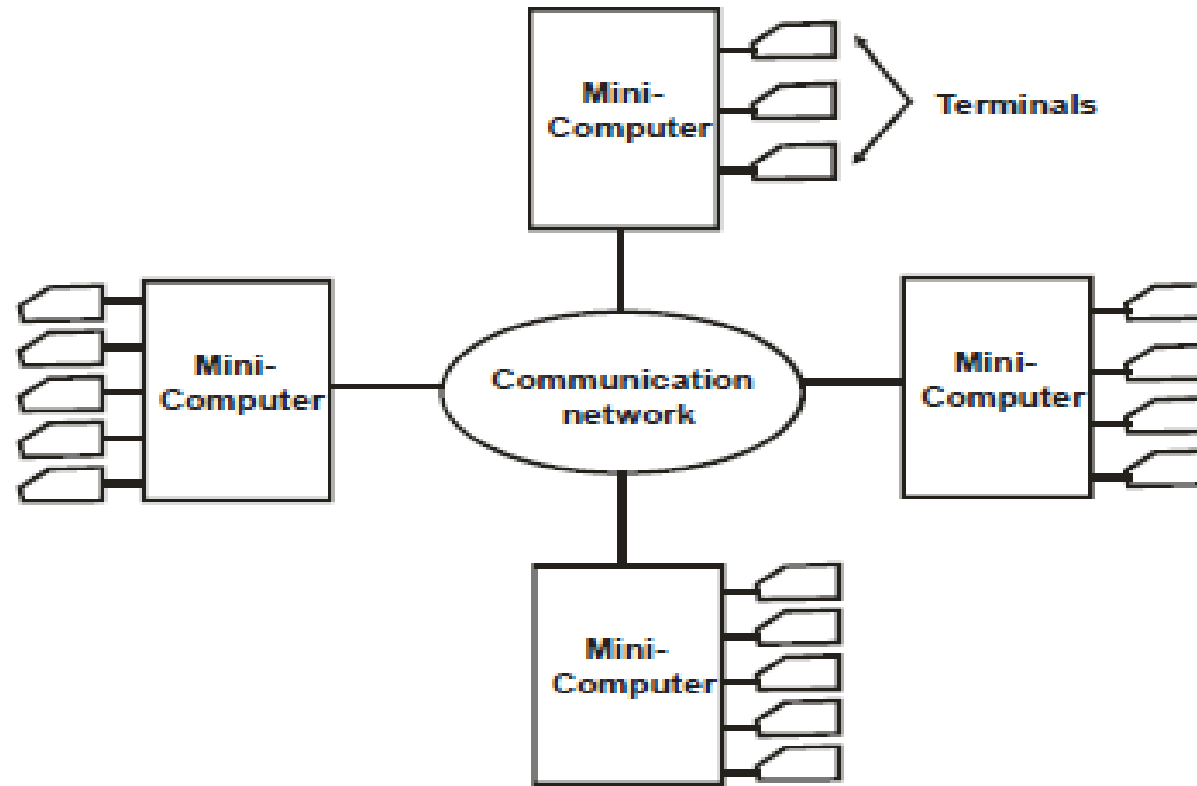 Mini-
Computer
Terminals
Mini-
Computer
Communication
network
Mini-
Computer
Mini-
Computer